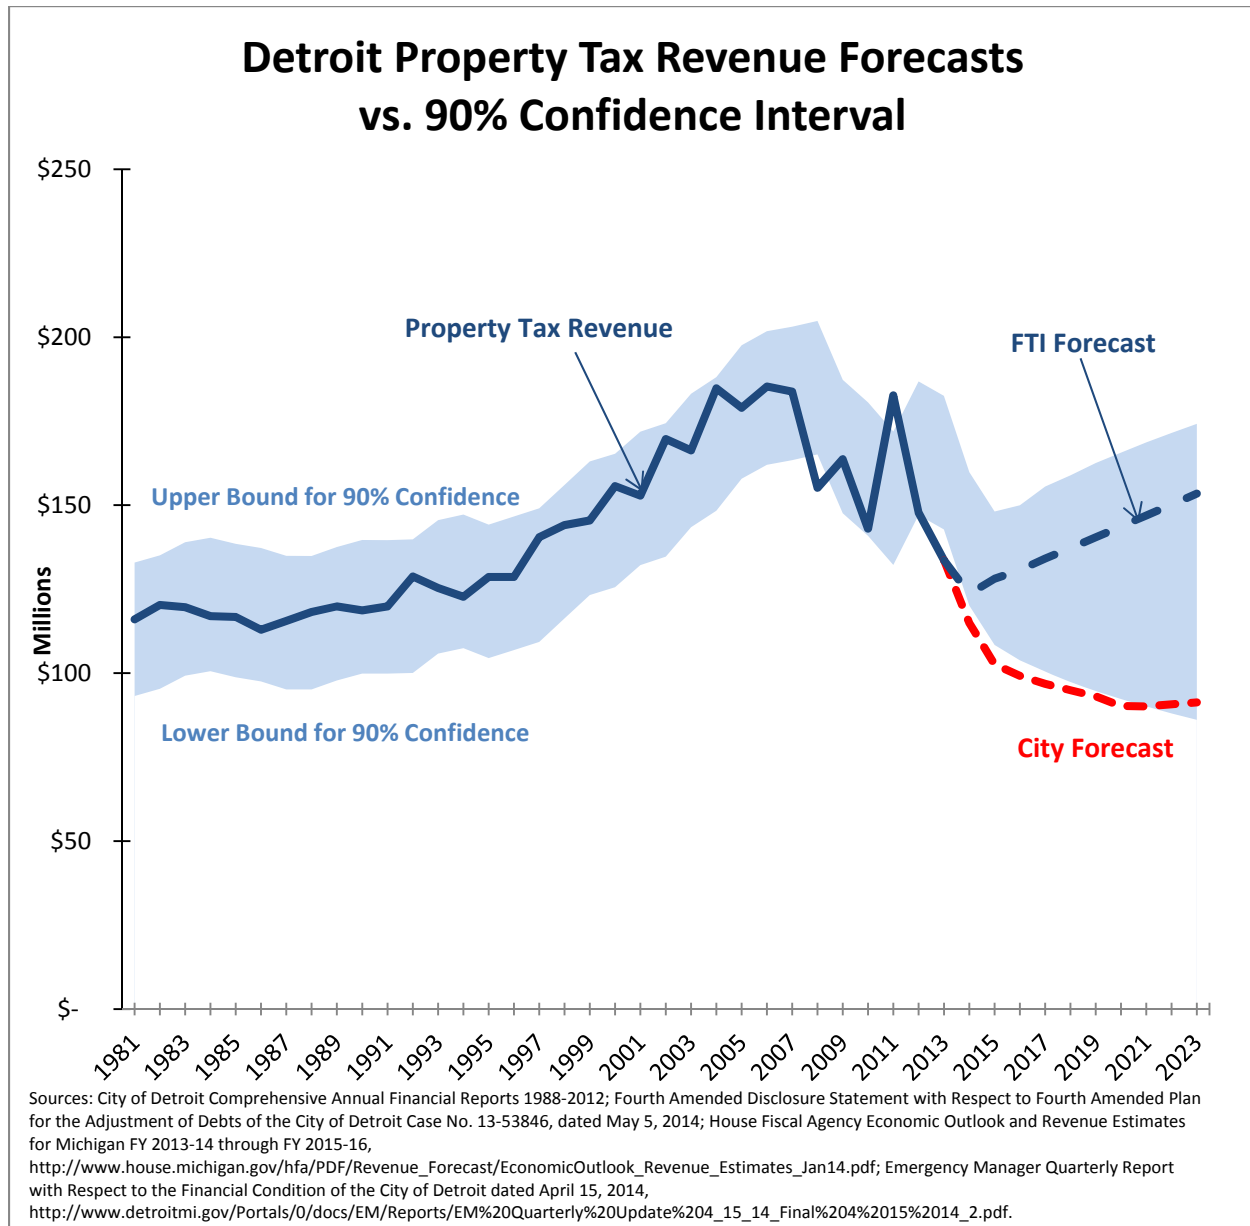 Detroit Property Tax Revenue Forecasts
vs. 90% Confidence Interval
$250
$200
$150
$100
$50
$-
Millions
Property Tax Revenue
FTI Forecast
Upper Bound for 90% Confidence
Lower Bound for 90% Confidence
City Forecast
1981
1983
1985
1987
1989
1991
1993
1995
1997
1999
2001
2003
2005
2007
2009
2011
2013
2015
2017
2019
2021
2023
Sources: City of Detroit Comprehensive Annual Financial Reports 1988-2012; Fourth Amended Disclosure Statement with Respect to Fourth Amended Plan
for the Adjustment of Debts of the City of Detroit Case No. 13-53846, dated May 5, 2014; House Fiscal Agency Economic Outlook and Revenue Estimates
for Michigan FY 2013-14 through FY 2015-16,
http://www.house.michigan.gov/hfa/PDF/Revenue_Forecast/EconomicOutlook_Revenue_Estimates_Jan14.pdf; Emergency Manager Quarterly Report
with Respect to the Financial Condition of the City of Detroit dated April 15, 2014,
http://www.detroitmi.gov/Portals/0/docs/EM/Reports/EM%20Quarterly%20Update%204_15_14_Final%204%2015%2014_2.pdf.